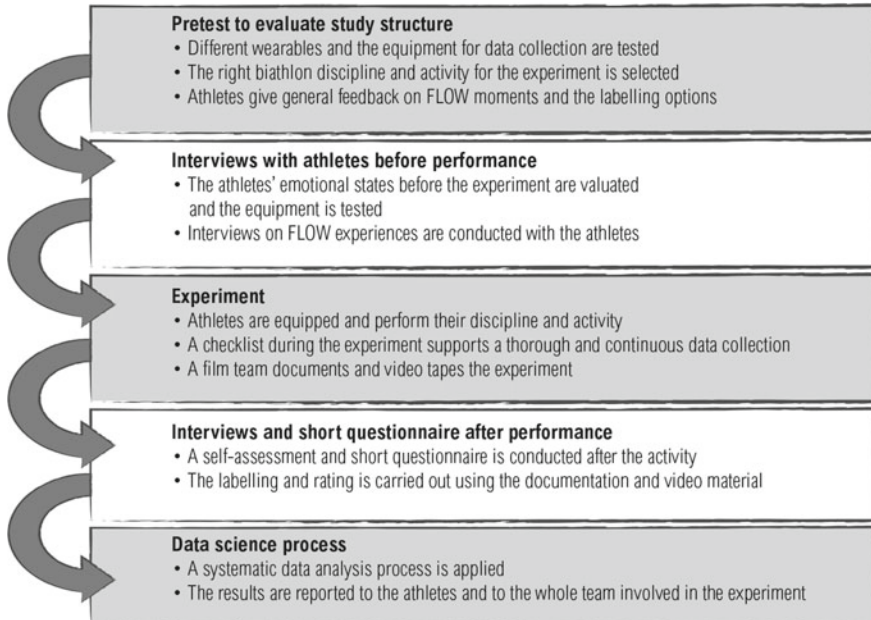 Pretest to evaluate study structure
• Different wearables and the equipment for data collection are tested
• The right biathlon discipline and activity for the experiment is selected
• Athletes give general feedback on FLOW moments and the labelling options
Interviews with athletes before performance
• The athletes' emotional states before the experiment are valuated
and the equipment is tested
• Interviews on FLOW experiences are conducted with the athletes
Experiment
• Athletes are equipped and perform their discipline and activity
• A checklist during the experiment supports a thorough and continuous data collection
• A film team documents and video tapes the experiment
Interviews and short questionnaire after performance
• A self-assessment and short questionnaire is conducted after the activity
• The labelling and rating is carried out using the documentation and video material
Data science process
• A systematic data analysis process is applied
• The results are reported to the athletes and to the whole team involved in the experiment